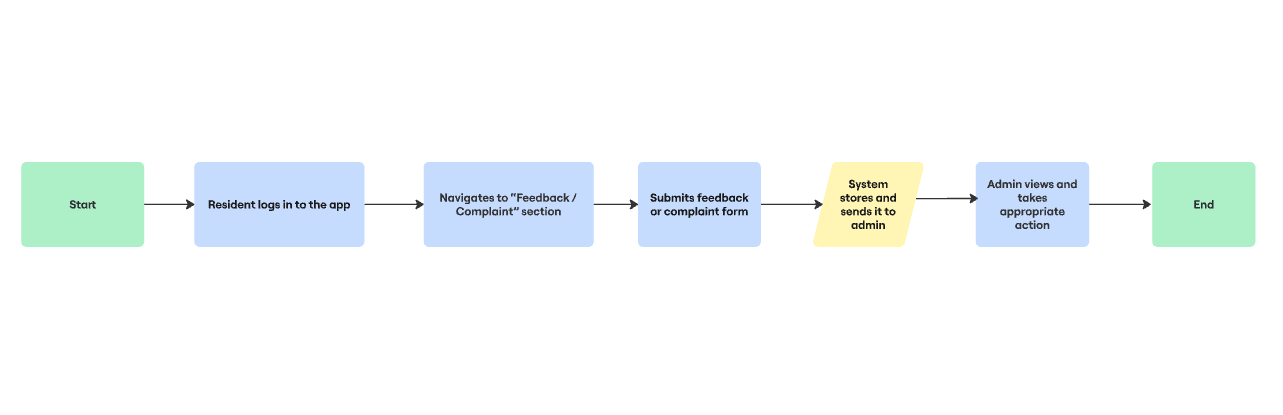 Start
Resident logs in to the app
Navigates to "Feedback /
Complaint" section
Submits feedback
or complaint form
System
stores and
sends it to
admin
Admin views and
takes
appropriate
action
End